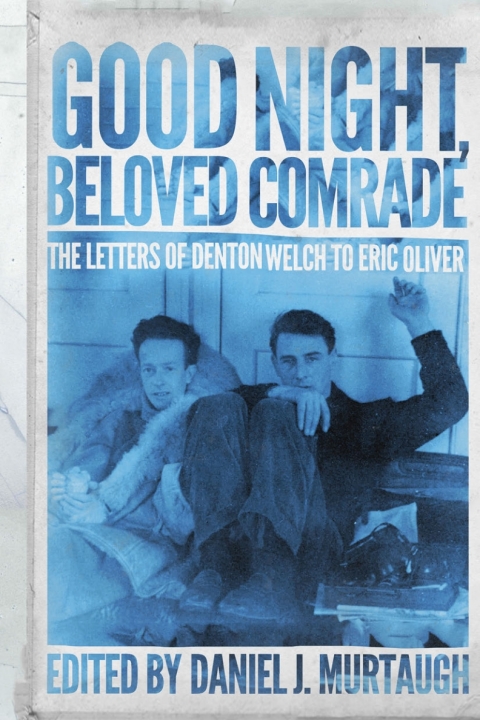 GOOD NIGHT,
BELOVED COMRADE
THE LETTERS OF DENTON WELCH TO ERIC OLIVER
EDITED BY DANIEL J. MURTAUGH